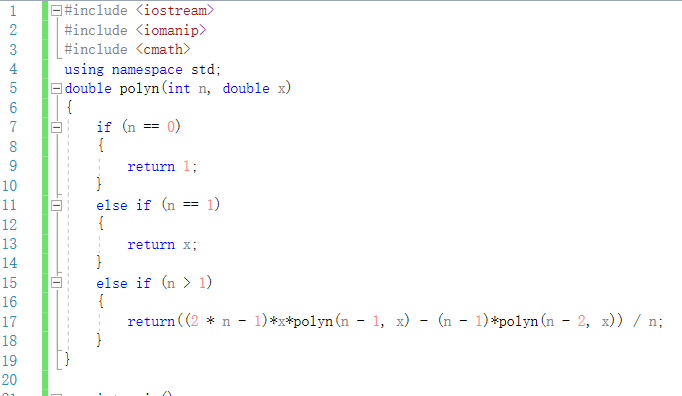 1 #include <iostream>
2 #include <iomanip>
3 #include <cmath>
4 using namespace std;
5 double polyn(int n, double x)
6 {
7 if (n == 0)
8 {
9 return 1;
10 }
11 else if (n == 1)
12 {
13 return x;
14 }
15 else if (n > 1)
16 {
17 return((2 * n - 1)*x*polyn(n - 1, x) - (n - 1)*polyn(n - 2, x)) / n;
18 }
19 }
20